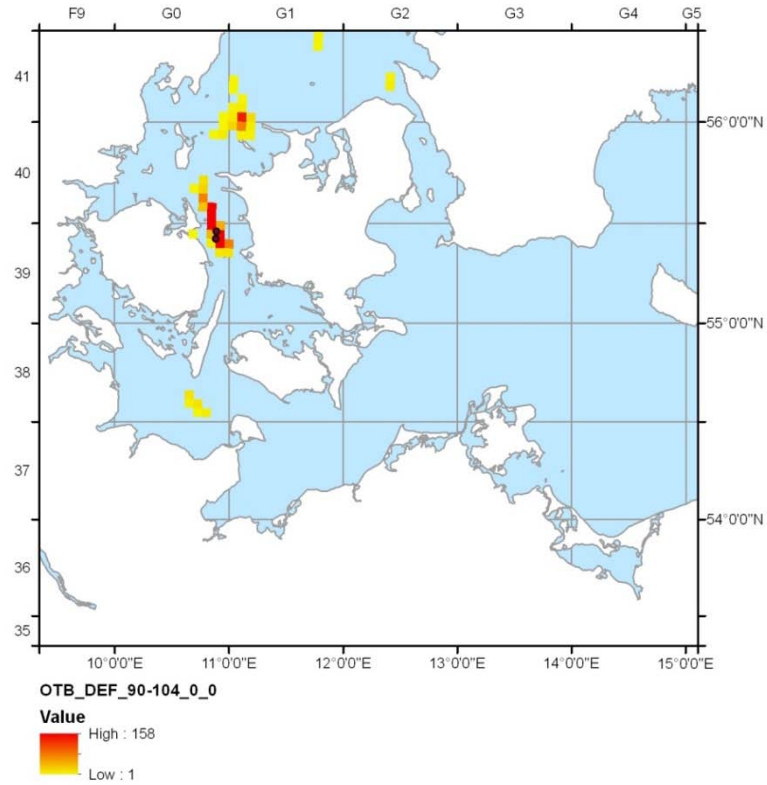 F9 G0 G1 G2 G3 G4 G5
41
56°0'0"N
40
39
55°0'0"N
38
37
54°0'0"N
36
35
10°0'0"E 11°0'0"E 12°0'0"E 13°0'0"E 14°0'0"E 15°0'0"E
OTB_DEF_90-104_0_0
Value
High : 158
Low : 1